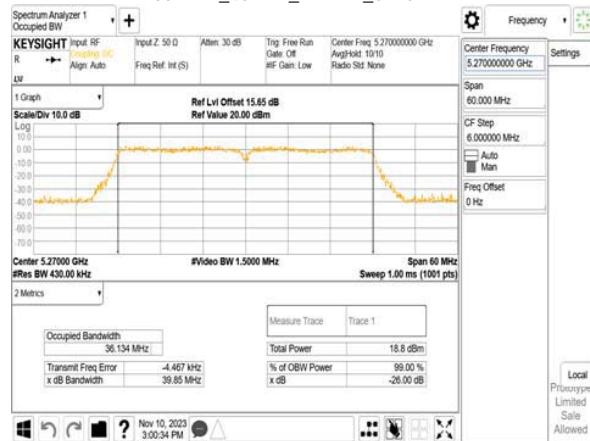 Spectrum Analyzer 1
Occupied BW
Frequency
KEYSIGHT
Input: RF
Coupling: DC
Align: Auto
Input Z: 50 Ω
Freq Ref: Int (S)
Atten: 30 dB
Trig: Free Run
Gate: Off
#IF Gain: Low
Center Freq: 5.270000000 GHz
Avg|Hold: 10/10
Radio Std: None
R
LVI
Center Frequency
5.270000000 GHz
Settings
Span
60.000 MHz
CF Step
6.000000 MHz
Auto
Man
Freq Offset
0 Hz
1 Graph
Scale/Div 10.0 dB
Ref Lvl Offset 15.65 dB
Ref Value 20.00 dBm
Log
10.0
0.00
-10.0
-20.0
-30.0
-40.0
-50.0
-60.0
-70.0
Center 5.27000 GHz
#Res BW 430.00 kHz
#Video BW 1.5000 MHz
Span 60 MHz
Sweep 1.00 ms (1001 pts)
2 Metrics
Measure Trace
Trace 1
Occupied Bandwidth
36.134 MHz
Total Power
18.8 dBm
Transmit Freq Error
-4.467 kHz
% of OBW Power
99.00 %
x dB Bandwidth
39.85 MHz
x dB
-26.00 dB
Local
Prototype
Limited
Sale
Allowed
?
Nov 10, 2023
3:00:34 PM